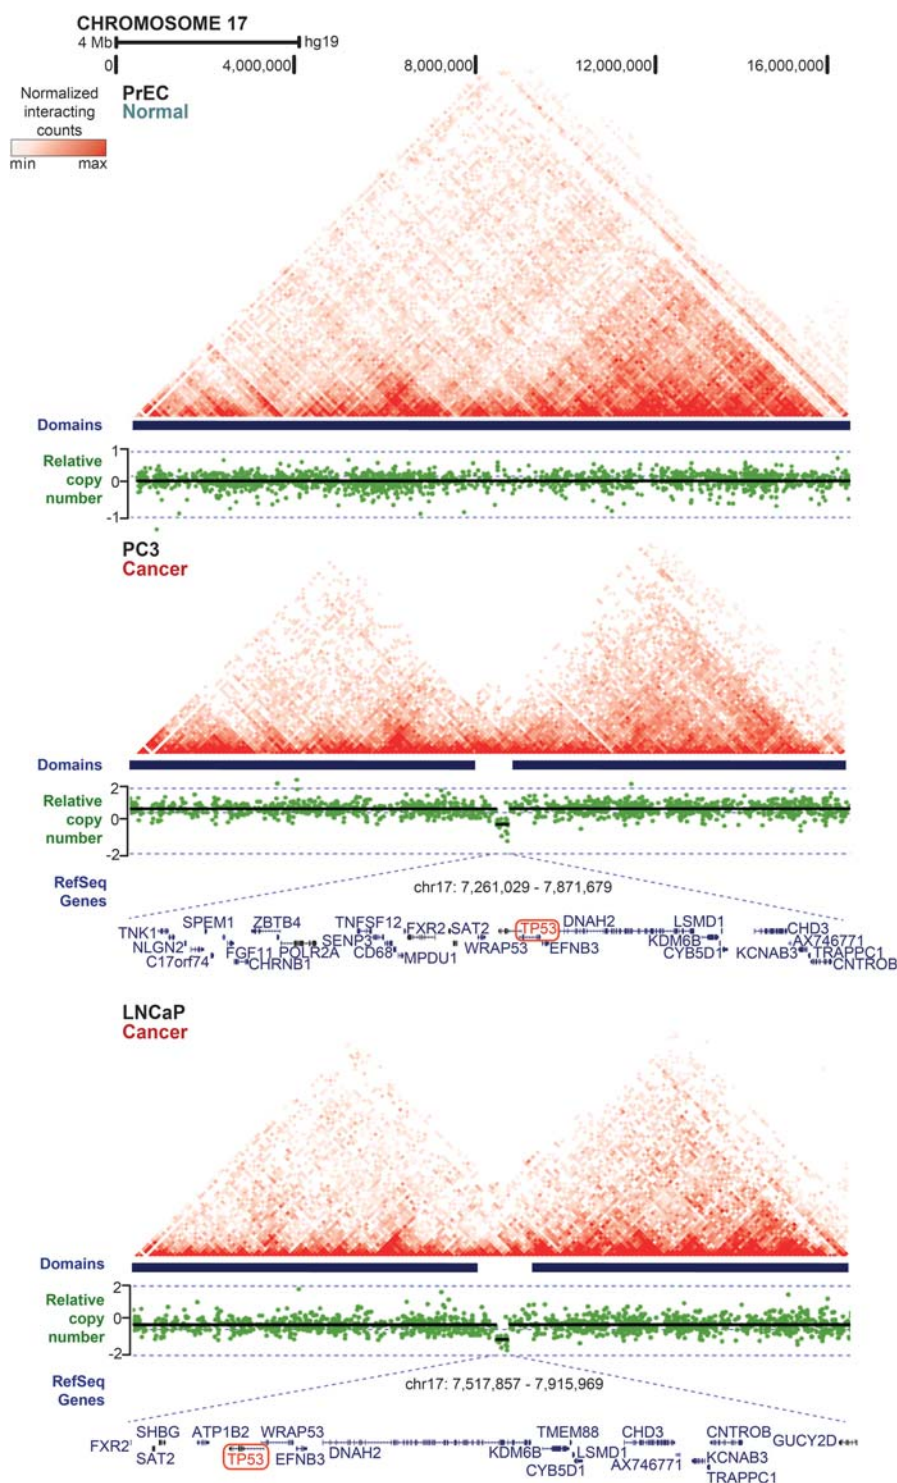 CHROMOSOME 17
4 Mb hg19
0 4,000,000 8,000,000 12,000,000 16,000,000
Normalized
interacting
counts
min max
PrEC
Normal
Domains
Relative
copy
number
1
0
-1
PC3
Cancer
Domains
Relative
copy
number
2
0
-2
RefSeq
Genes
chr17: 7,261,029 - 7,871,679
SPEM1 ZBTB4 TNFSF12 FXR2 SAT2 TP53 DNAH2 LSMD1 CHD3
TNK1 NLGN2 FGF11 POLR2A SENP3 WRAP53 EFNB3 KDM6B AX746771
C17orf74 CHRNB1 CD68 MPDU1 CYB5D1 KCNAB3 TRAPPC1
CNTROB
LNCaP
Cancer
Domains
Relative
copy
number
2
0
-2
RefSeq
Genes
chr17: 7,517,857 - 7,915,969
SHBG ATP1B2 WRAP53 TMEM88 CHD3 CNTROB GUCY2D
FXR2 SAT2 TP53 EFNB3 DNAH2 KDM6B LSMD1 KCNAB3
CYB5D1 AX746771 TRAPPC1